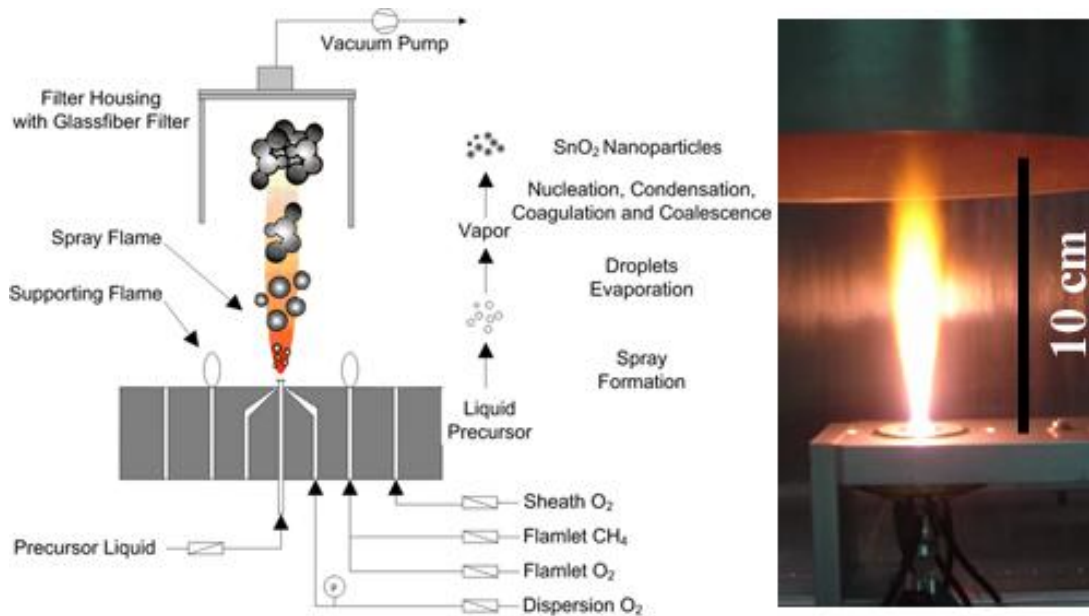 Vacuum Pump
Filter Housing
with Glassfiber Filter
Spray Flame
Supporting Flame
SnO₂ Nanoparticles
Nucleation, Condensation,
Coagulation and Coalescence
Vapor
Droplets
Evaporation
Spray
Formation
Liquid
Precursor
Precursor Liquid
Sheath O₂
Flamlet CH₄
Flamlet O₂
P
Dispersion O₂
10 cm